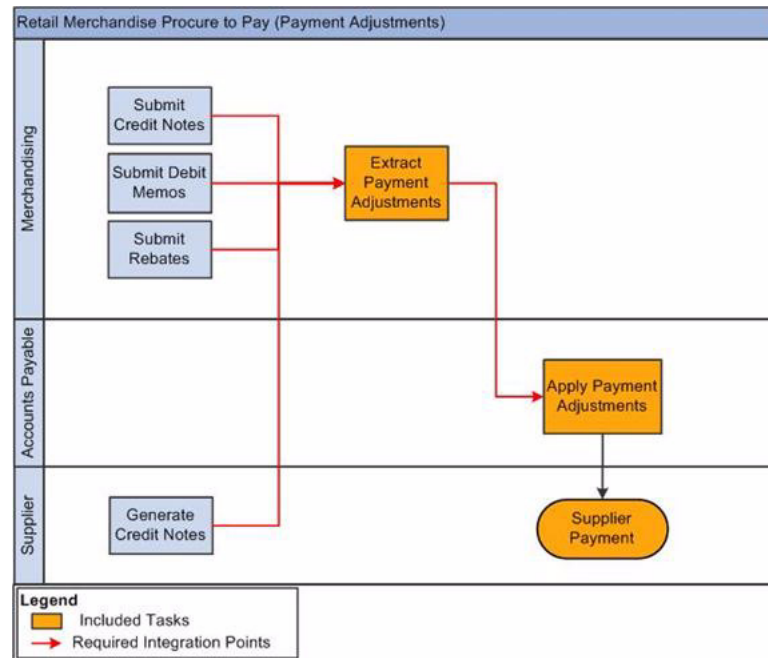 Retail Merchandise Procure to Pay (Payment Adjustments)
Merchandising
Submit
Credit Notes
Submit Debit
Memos
Submit
Rebates
Extract
Payment
Adjustments
Accounts Payable
Apply Payment
Adjustments
Supplier
Generate
Credit Notes
Supplier
Payment
Legend
Included Tasks
Required Integration Points